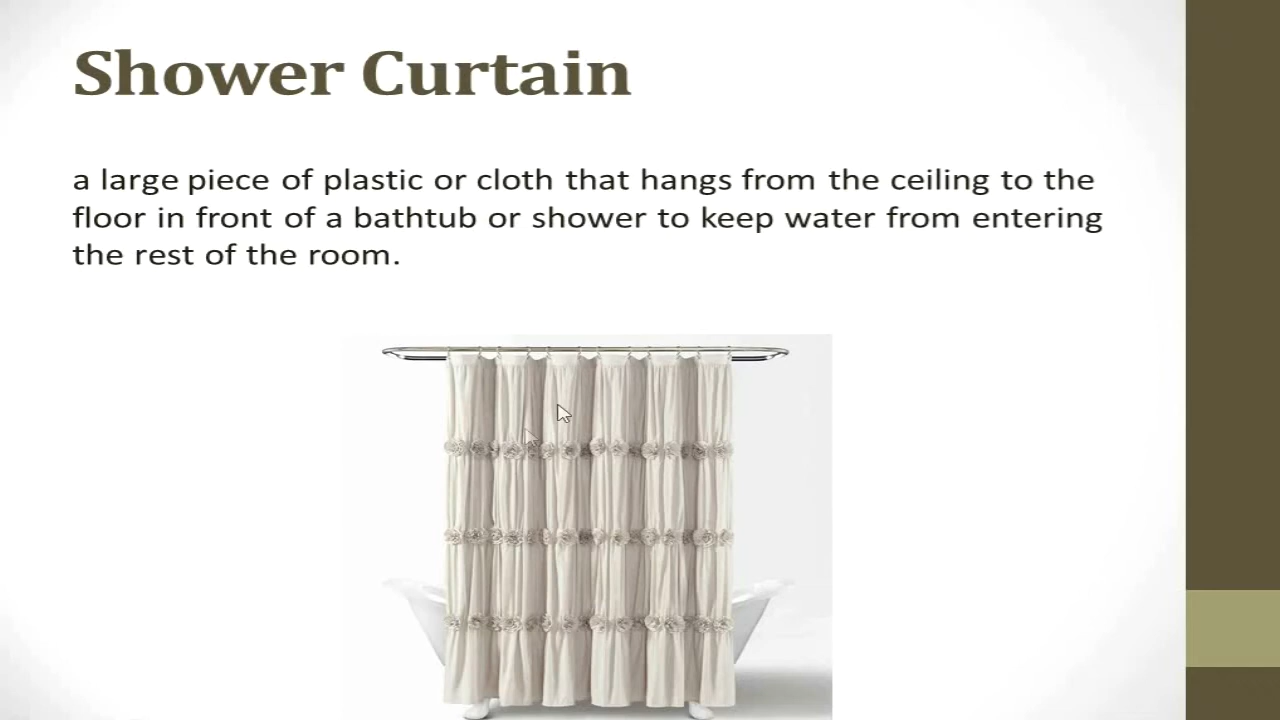 Shower Curtain
a large piece of plastic or cloth that hangs from the ceiling to the
floor in front of a bathtub or shower to keep water from entering
the rest of the room.